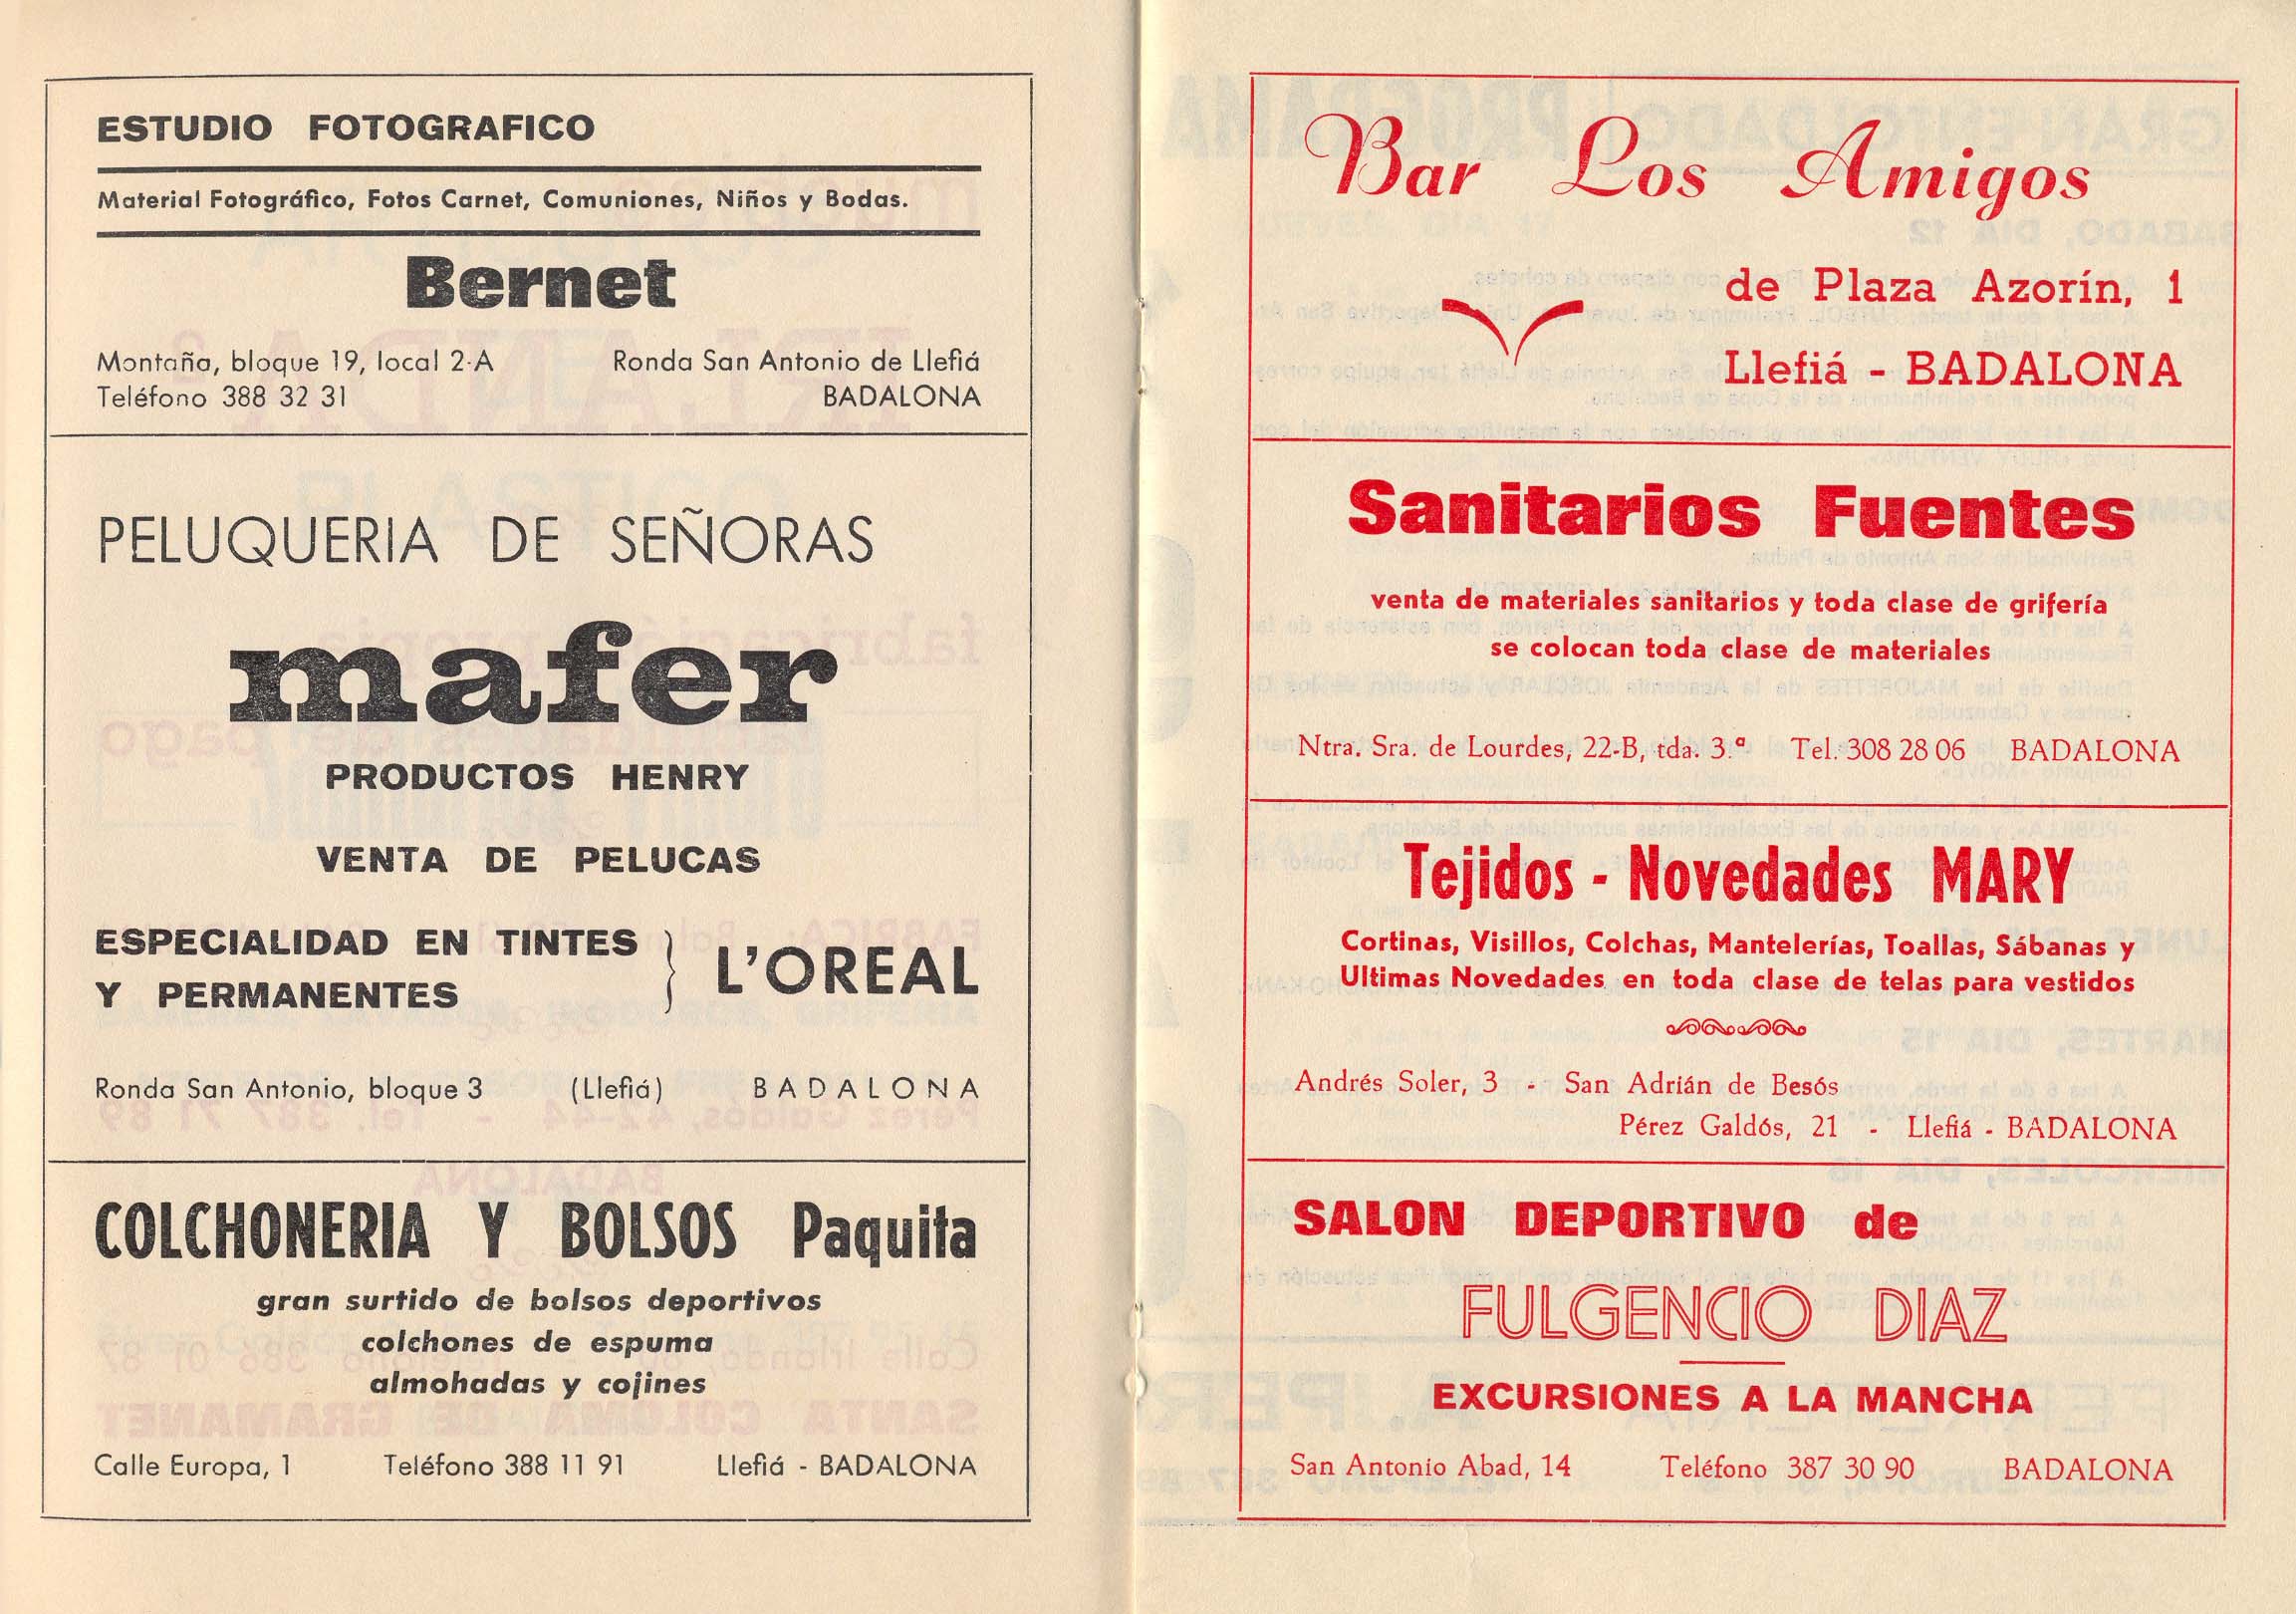 ESTUDIO FOTOGRAFICO
Material Fotográfico, Fotos Carnet, Comuniones, Niños y Bodas.
Bernet
Montaña, bloque 19, local 2-A Ronda San Antonio de Llefiá
Teléfono 388 32 31 BADALONA
PELUQUERIA DE SEÑORAS
mafer
PRODUCTOS HENRY
VENTA DE PELUCAS
ESPECIALIDAD EN TINTES
Y PERMANENTES } L'OREAL
Ronda San Antonio, bloque 3 (Llefiá) BADALONA
COLCHONERIA Y BOLSOS Paquita
gran surtido de bolsos deportivos
colchones de espuma
almohadas y cojines
Calle Europa, 1 Teléfono 388 11 91 Llefiá - BADALONA
Bar Los Amigos
de Plaza Azorín, 1
Llefiá - BADALONA
Sanitarios Fuentes
venta de materiales sanitarios y toda clase de grifería
se colocan toda clase de materiales
Ntra. Sra. de Lourdes, 22-B, tda. 3.ª Tel. 308 28 06 BADALONA
Tejidos - Novedades MARY
Cortinas, Visillos, Colchas, Mantelerías, Toallas, Sábanas y
Ultimas Novedades en toda clase de telas para vestidos
Andrés Soler, 3 - San Adrián de Besós
Pérez Galdós, 21 - Llefiá - BADALONA
SALON DEPORTIVO de
FULGENCIO DIAZ
EXCURSIONES A LA MANCHA
San Antonio Abad, 14 Teléfono 387 30 90 BADALONA